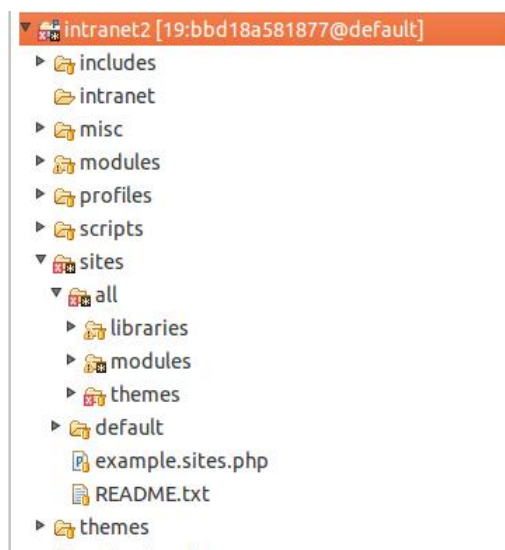 intranet2 [19:bbd18a581877@default]
includes
intranet
misc
modules
profiles
scripts
sites
all
libraries
modules
themes
default
example.sites.php
README.txt
themes